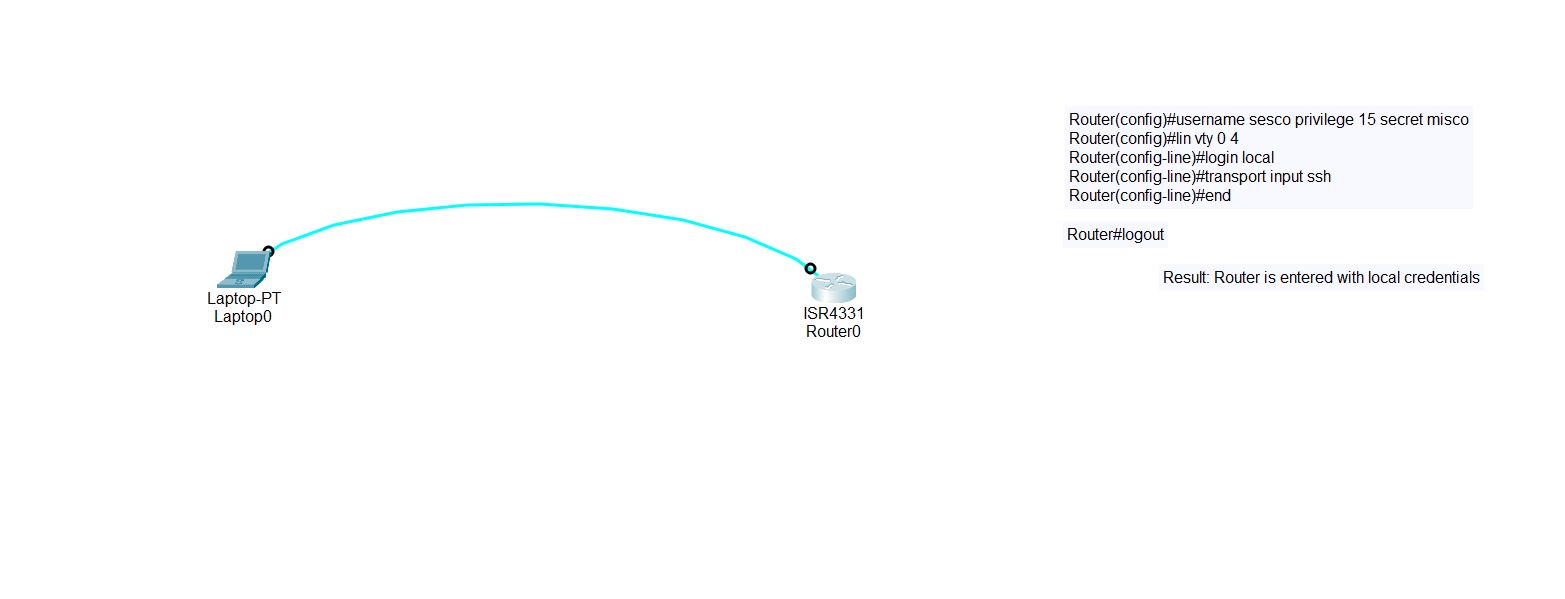 Router(config)#username sesco privilege 15 secret misco
Router(config)#lin vty 0 4
Router(config-line)#login local
Router(config-line)#transport input ssh
Router(config-line)#end
Router#logout
Result: Router is entered with local credentials
Laptop-PT
Laptop0
ISR4331
Router0